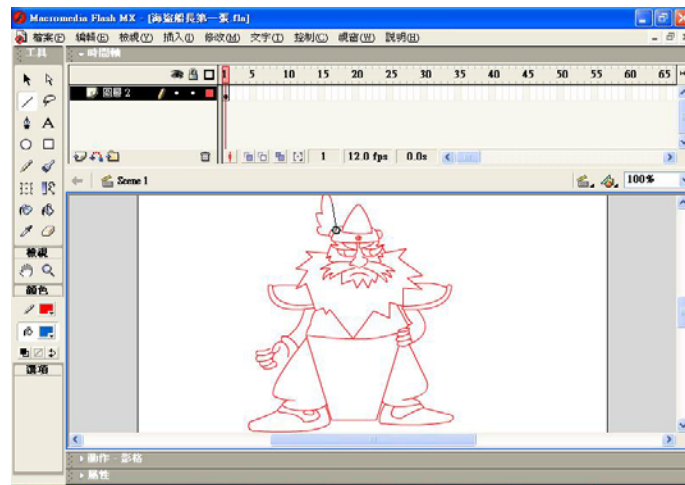 Macromedia Flash MX - [海盜船長第一張.fla]
檔案(F) 編輯(E) 檢視(V) 插入(I) 修改(M) 文字(T) 控制(C) 視窗(W) 說明(H)
工具 時間軸
1 5 10 15 20 25 30 35 40 45 50 55 60 65
圖層 2
1 12.0 fps 0.0s
Scene 1 100%
檢視
顏色
選項
動作 - 影格
屬性